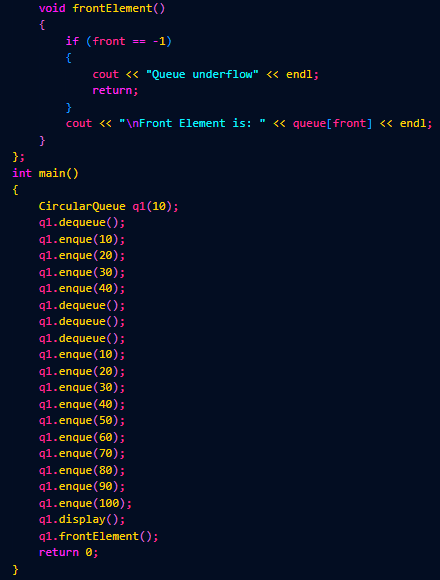 void frontElement()
{
if (front == -1)
{
cout << "Queue underflow" << endl;
return;
}
cout << "\nFront Element is: " << queue[front] << endl;
}
};
int main()
{
CircularQueue q1(10);
q1.dequeue();
q1.enque(10);
q1.enque(20);
q1.enque(30);
q1.enque(40);
q1.dequeue();
q1.dequeue();
q1.dequeue();
q1.enque(10);
q1.enque(20);
q1.enque(30);
q1.enque(40);
q1.enque(50);
q1.enque(60);
q1.enque(70);
q1.enque(80);
q1.enque(90);
q1.enque(100);
q1.display();
q1.frontElement();
return 0;
}